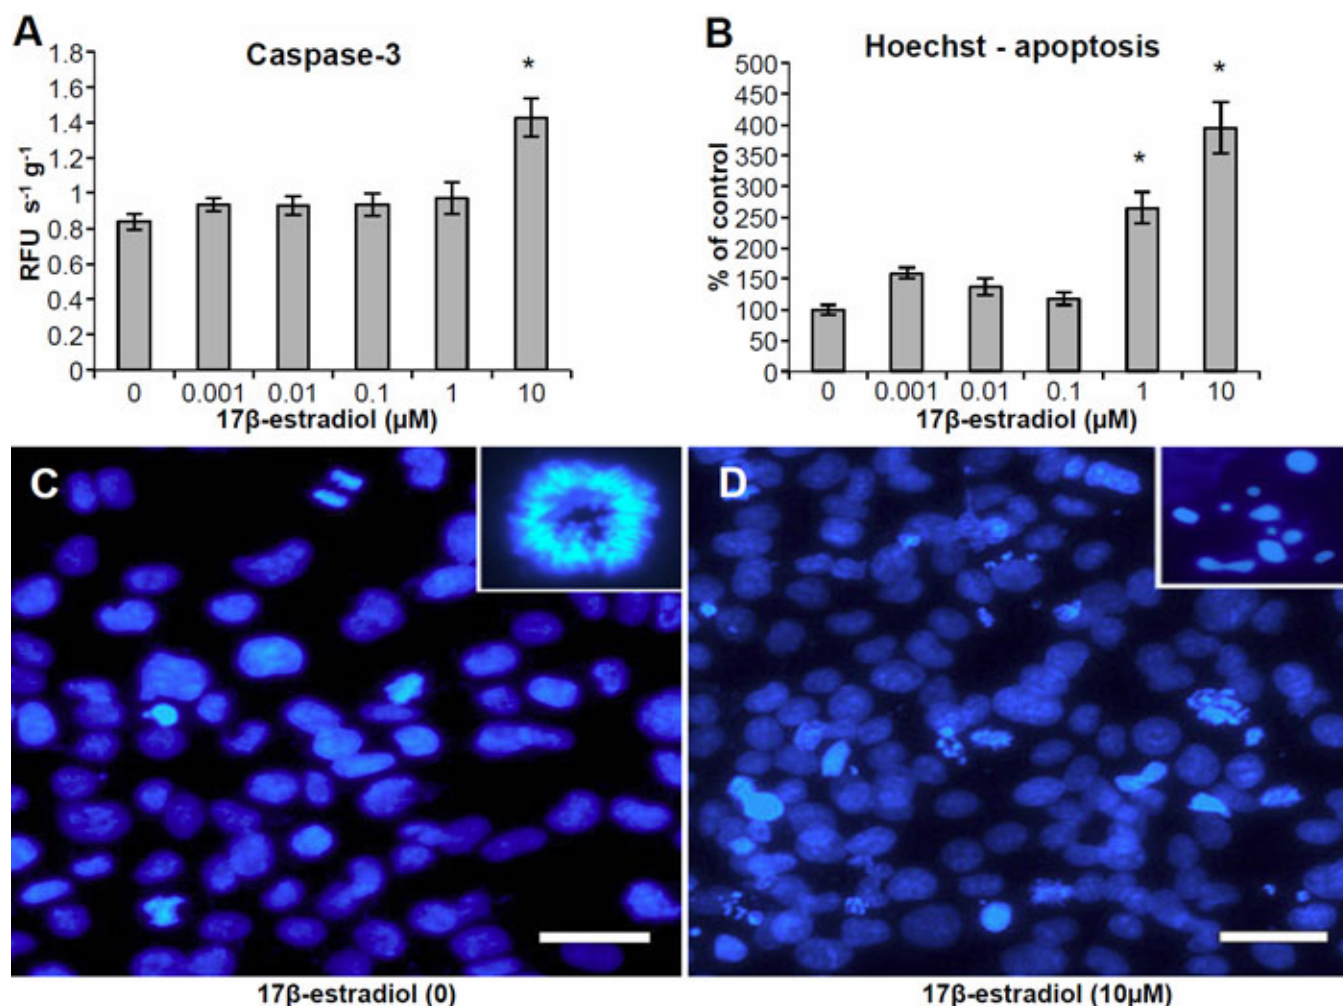 A
Caspase-3
1.8
1.6
1.4
1.2
1
0.8
0.6
0.4
0.2
0
RFU s⁻¹ g⁻¹
*
0 0.001 0.01 0.1 1 10
17β-estradiol (µM)
B
Hoechst - apoptosis
500
450
400
350
300
250
200
150
100
50
0
% of control
* *
0 0.001 0.01 0.1 1 10
17β-estradiol (µM)
C
17β-estradiol (0)
D
17β-estradiol (10µM)